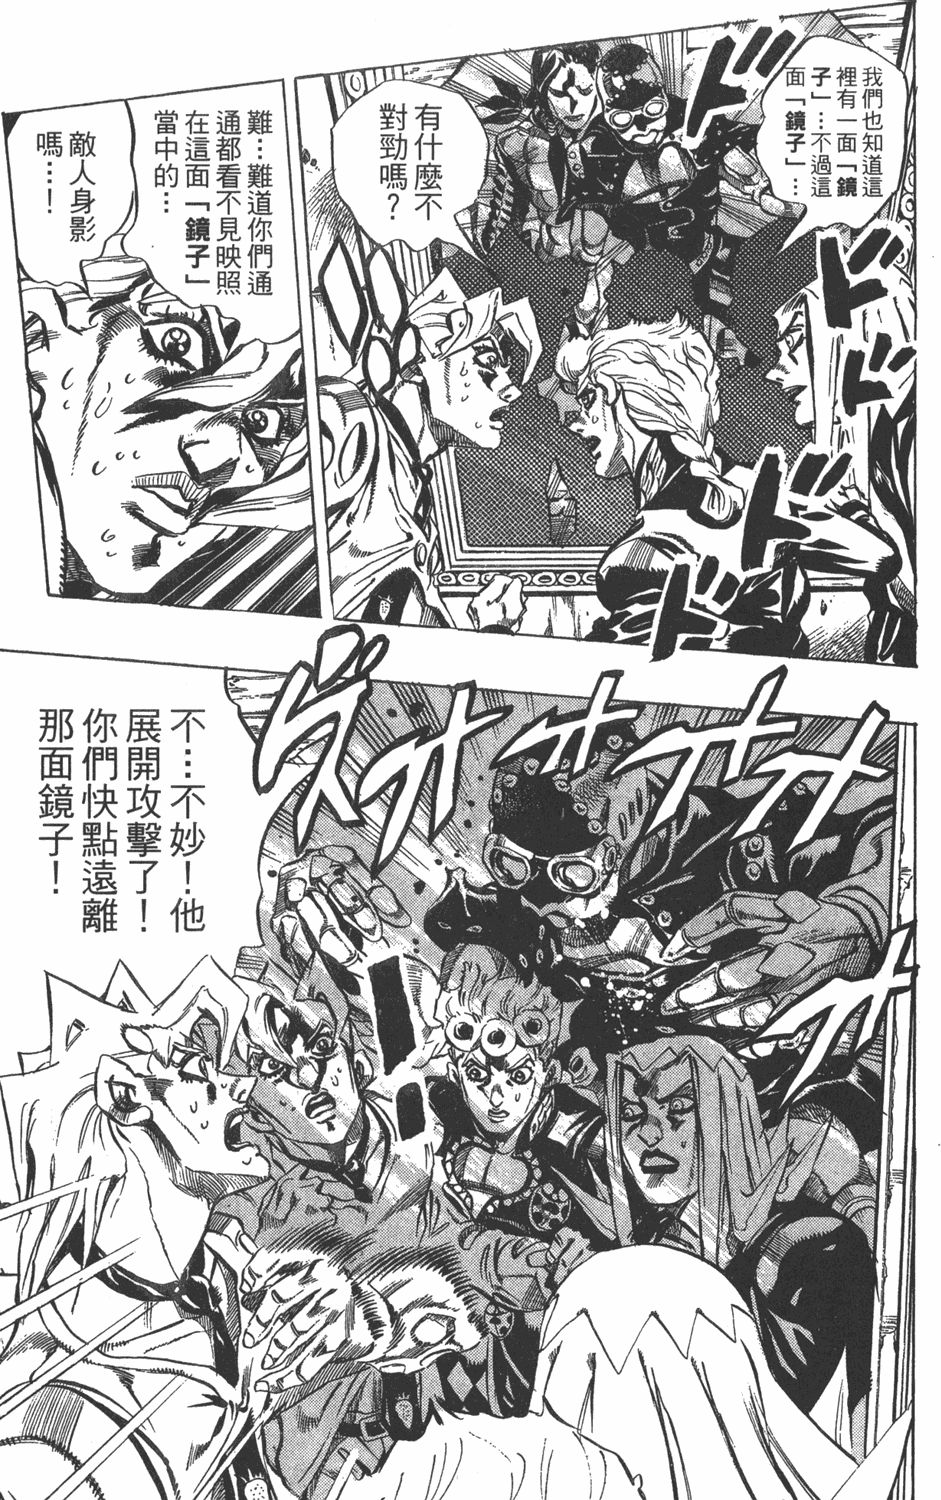 我們也知道這
裡有一面「鏡
子」…不過這
面「鏡子」…
有什麼不
對勁嗎？
難…難道你們通
通都看不見映照
在這面「鏡子」
當中的…
敵人身影
嗎…！
ドドドドド
不…不妙！他
展開攻擊了！
你們快點遠離
那面鏡子！
ズオオオオオ